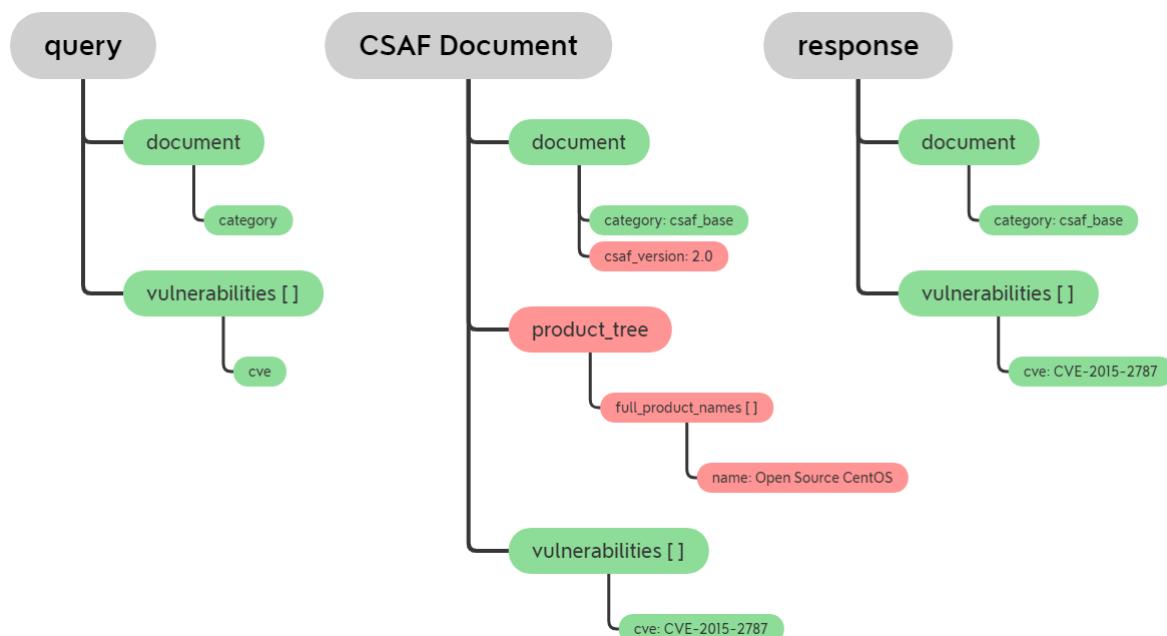 query
document
category
vulnerabilities [ ]
cve
CSAF Document
document
category: csaf_base
csaf_version: 2.0
product_tree
full_product_names [ ]
name: Open Source CentOS
vulnerabilities [ ]
cve: CVE-2015-2787
response
document
category: csaf_base
vulnerabilities [ ]
cve: CVE-2015-2787